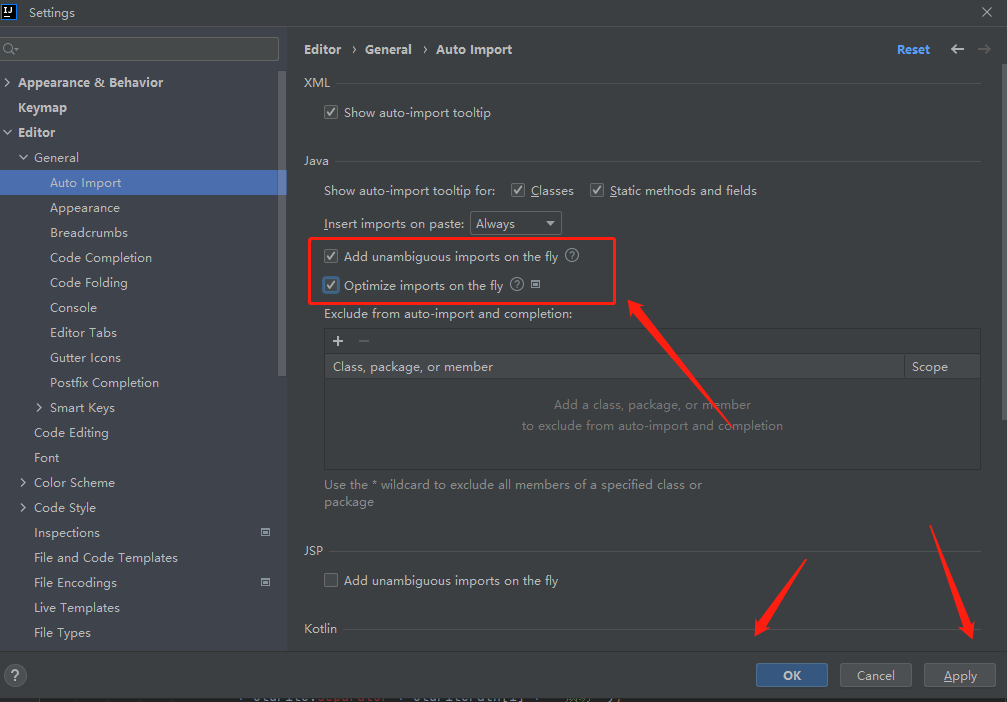 IJ
Settings
Appearance & Behavior
Keymap
Editor
General
Auto Import
Appearance
Breadcrumbs
Code Completion
Code Folding
Console
Editor Tabs
Gutter Icons
Postfix Completion
Smart Keys
Code Editing
Font
Color Scheme
Code Style
Inspections
File and Code Templates
File Encodings
Live Templates
File Types
?
Editor › General › Auto Import Reset
XML
Show auto-import tooltip
Java
Show auto-import tooltip for: Classes Static methods and fields
Insert imports on paste: Always
Add unambiguous imports on the fly ?
Optimize imports on the fly ?
Exclude from auto-import and completion:
Class, package, or member Scope
Add a class, package, or member
to exclude from auto-import and completion
Use the * wildcard to exclude all members of a specified class or
package
JSP
Add unambiguous imports on the fly
Kotlin
OK Cancel Apply